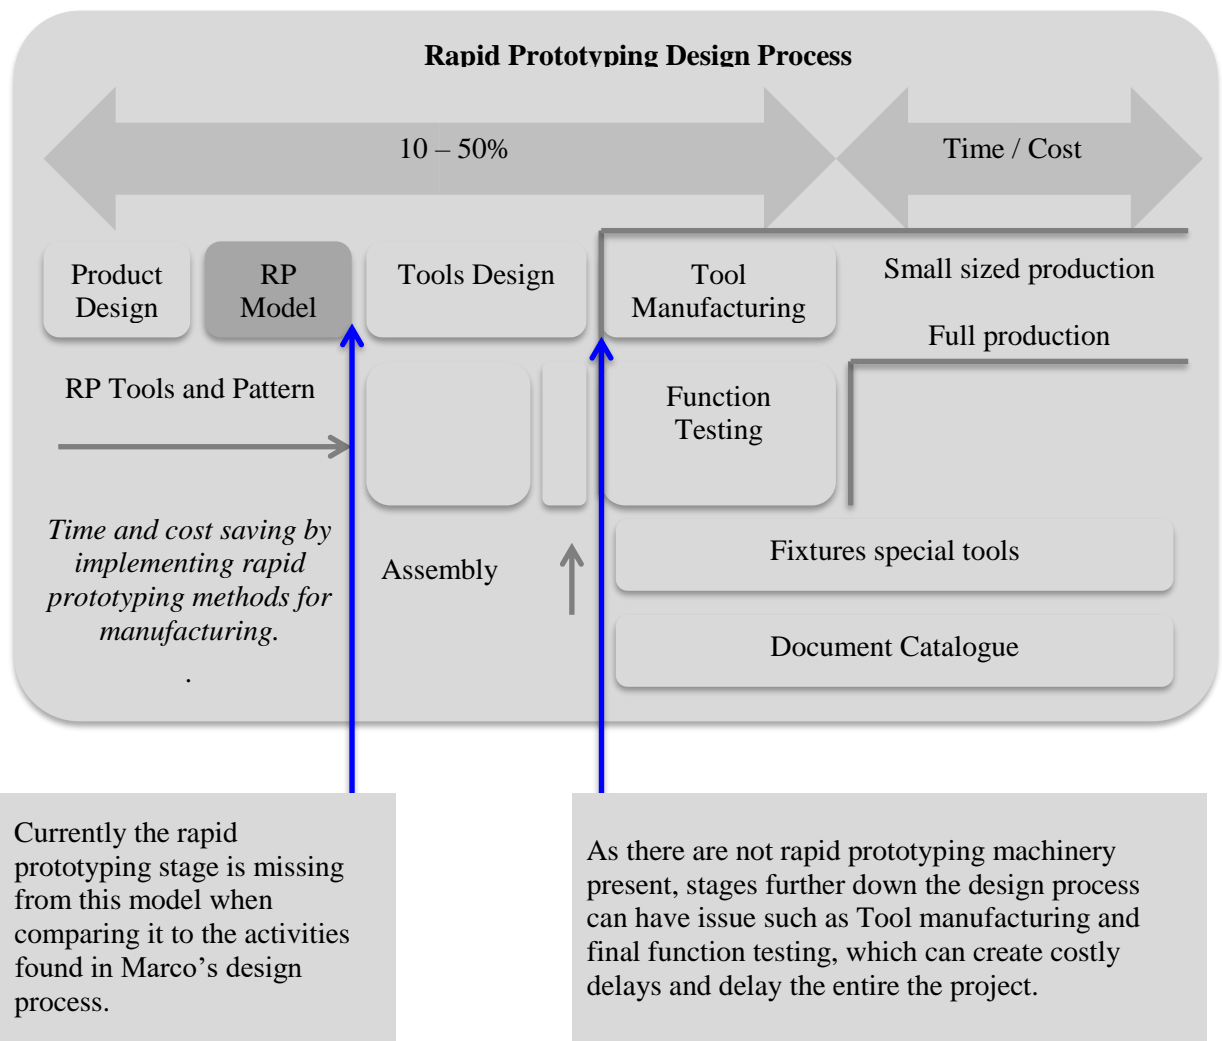 Rapid Prototyping Design Process
10 – 50%
Time / Cost
Product
Design
RP
Model
Tools Design
Tool
Manufacturing
Small sized production
Full production
RP Tools and Pattern
Function
Testing
Time and cost saving by
implementing rapid
prototyping methods for
manufacturing.
.
Assembly
Fixtures special tools
Document Catalogue
Currently the rapid
prototyping stage is missing
from this model when
comparing it to the activities
found in Marco’s design
process.
As there are not rapid prototyping machinery
present, stages further down the design process
can have issue such as Tool manufacturing and
final function testing, which can create costly
delays and delay the entire the project.